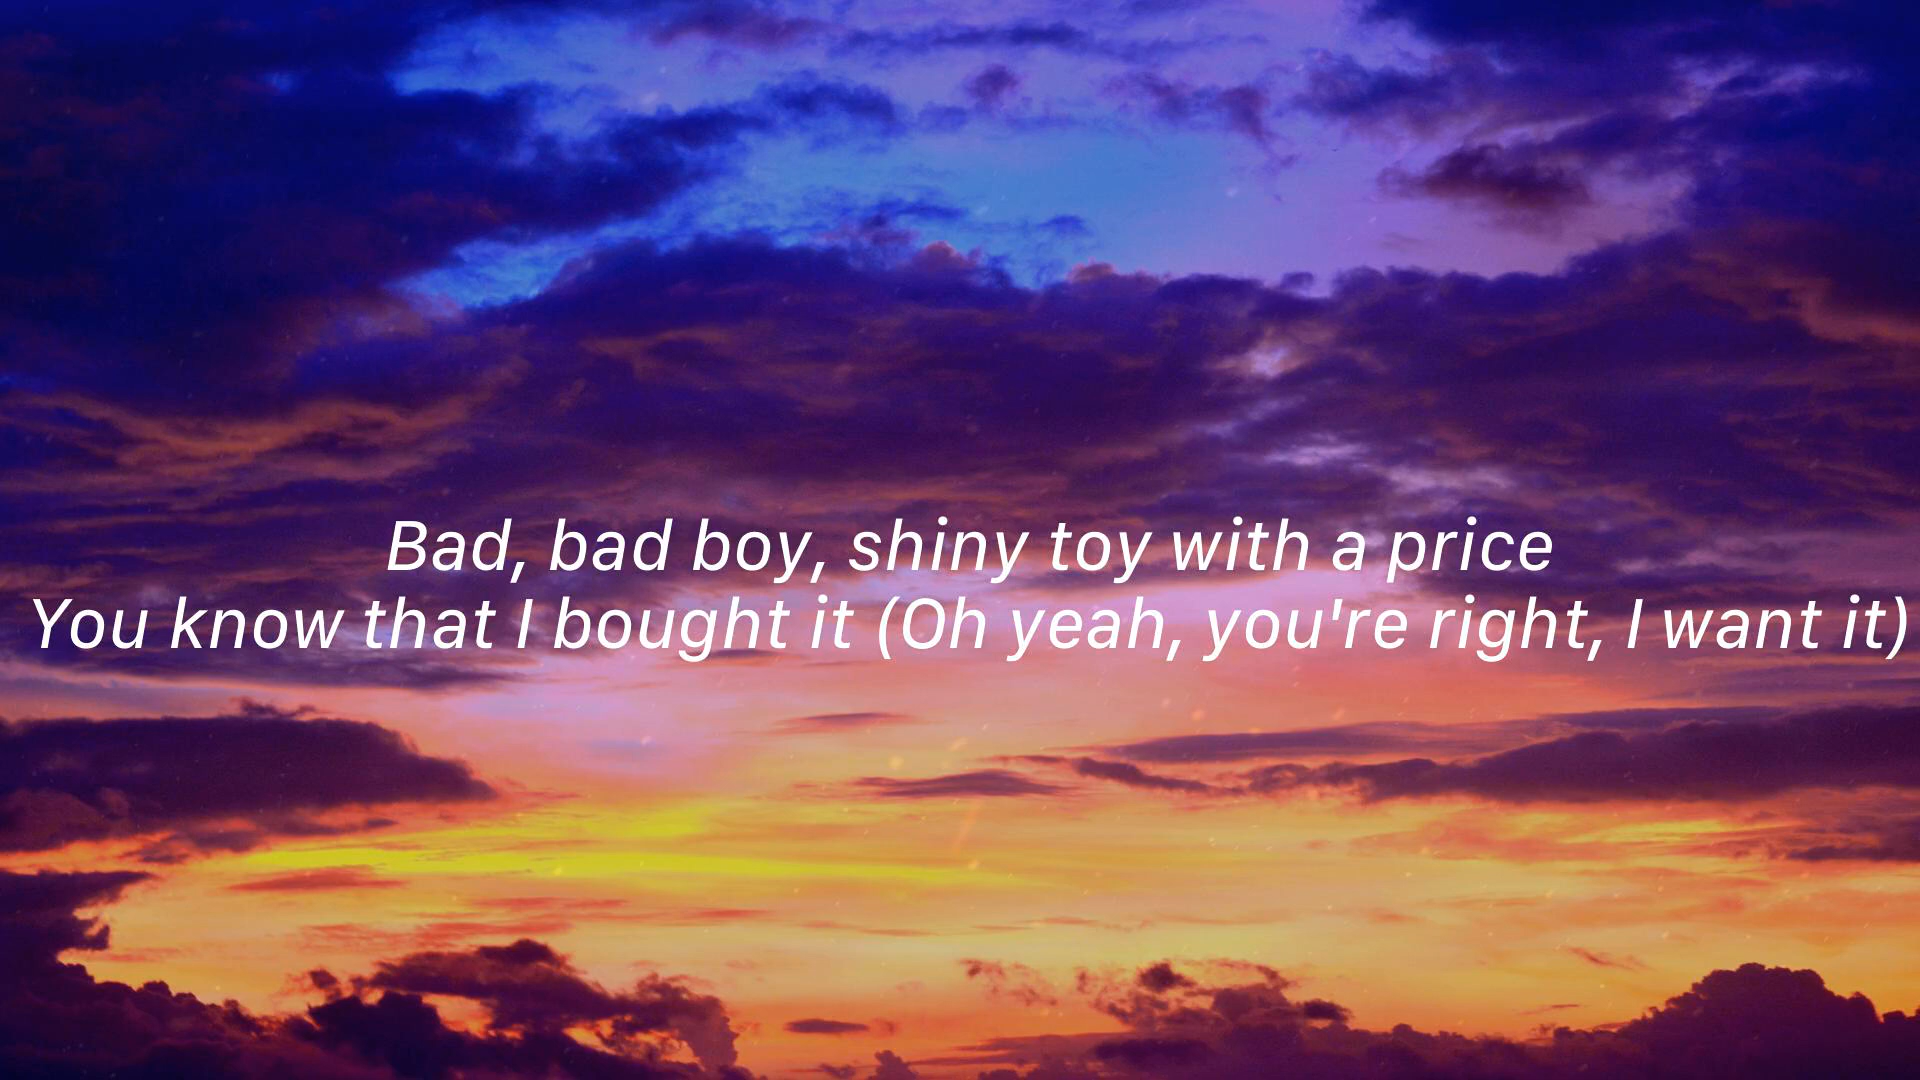 Bad, bad boy, shiny toy with a price
You know that I bought it (Oh yeah, you're right, I want it)